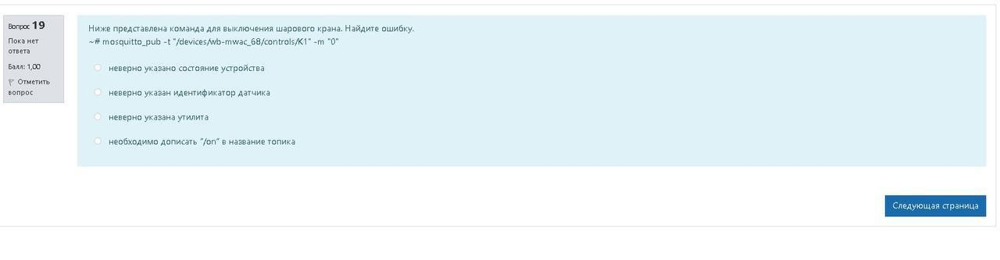 Вопрос 19
Пока нет
ответа
Балл: 1,00
Отметить
вопрос
Ниже представлена команда для выключения шарового крана. Найдите ошибку.
~# mosquitto_pub -t "/devices/wb-mwac_68/controls/K1" -m "0"
неверно указано состояние устройства
неверно указан идентификатор датчика
неверно указана утилита
необходимо дописать "/on" в название топика
Следующая страница